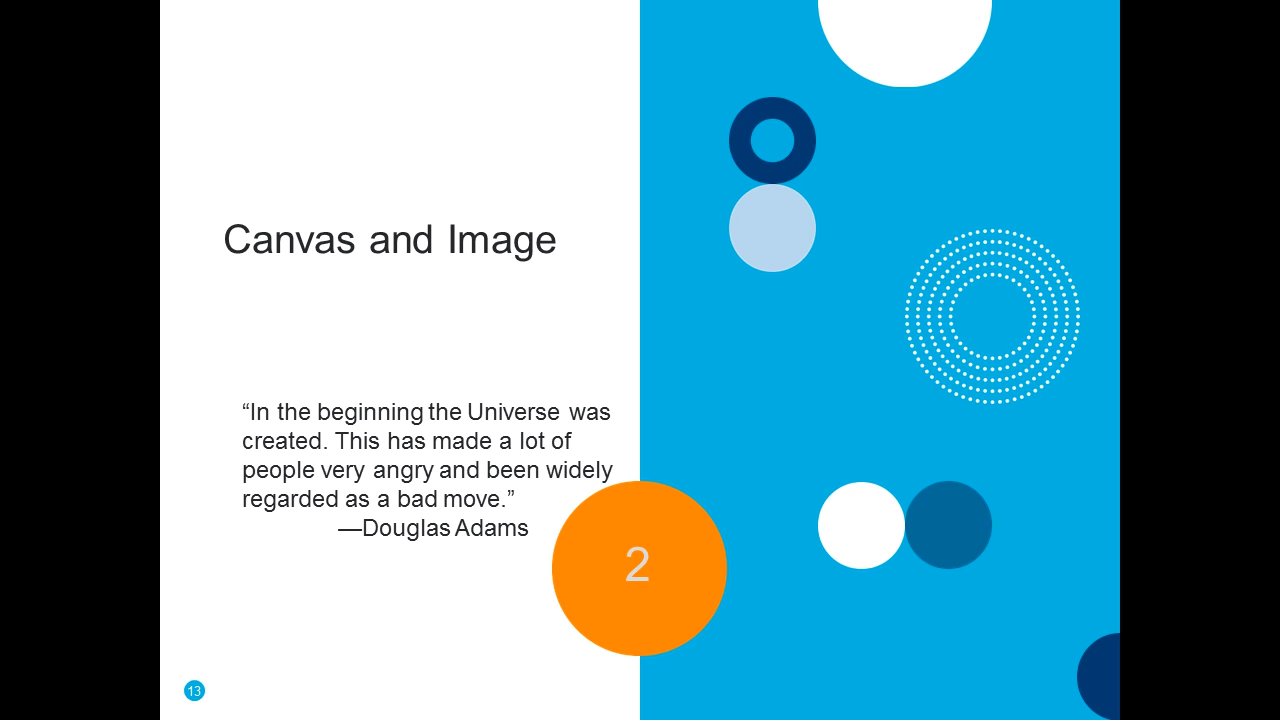 Canvas and Image
“In the beginning the Universe was
created. This has made a lot of
people very angry and been widely
regarded as a bad move.”
—Douglas Adams
2
13